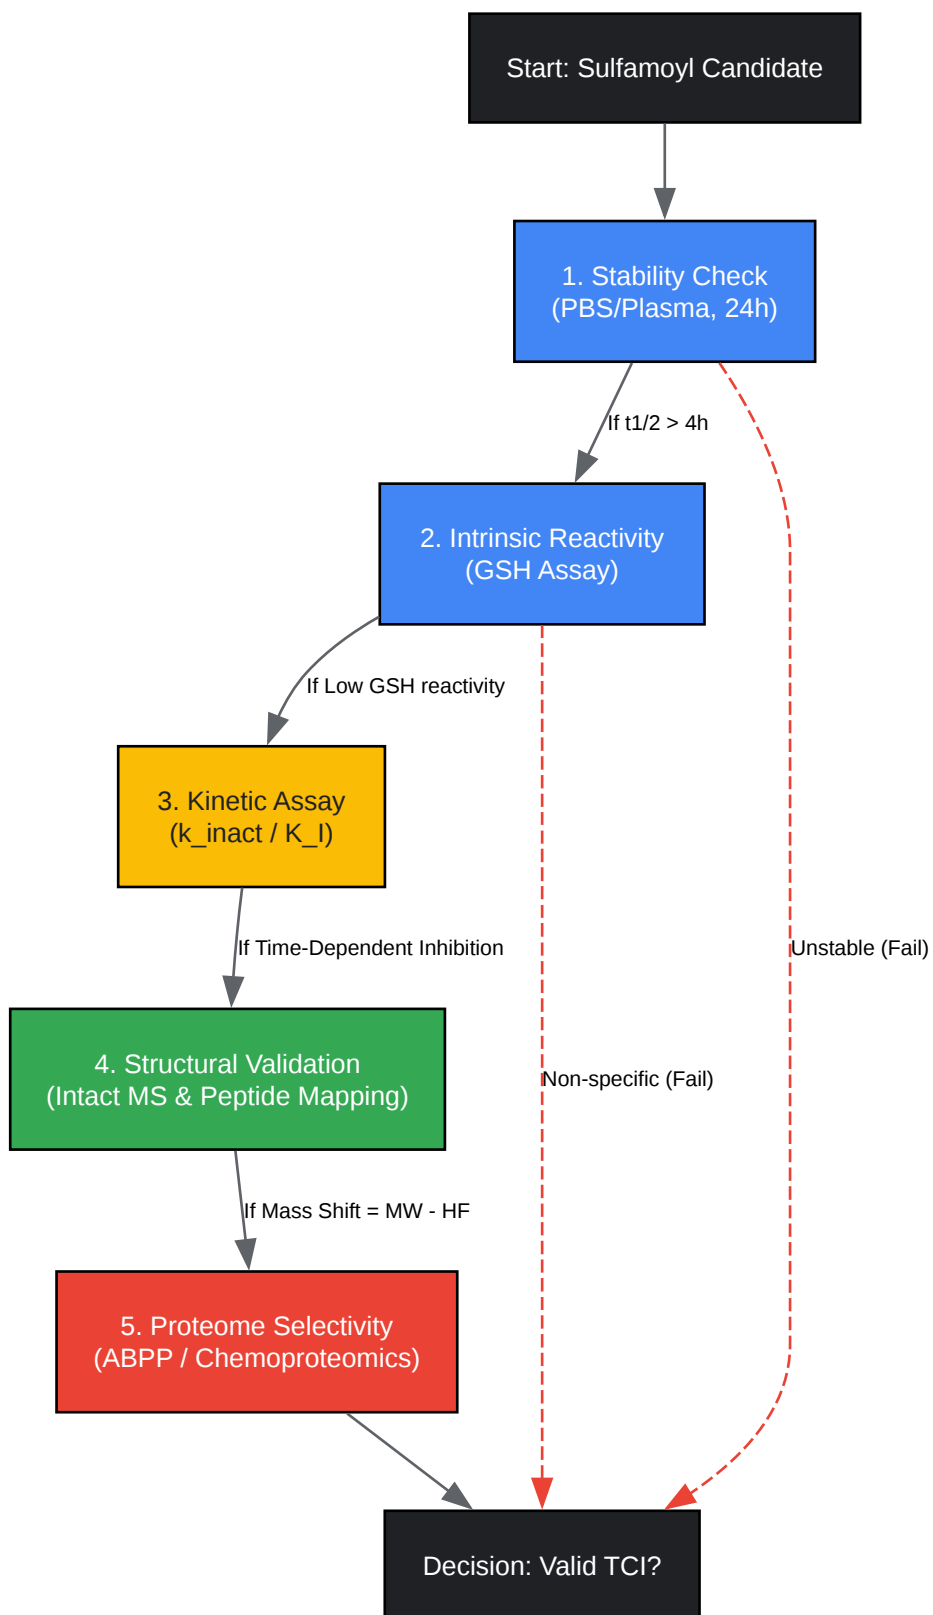 Start: Sulfamoyl Candidate
1. Stability Check
(PBS/Plasma, 24h)
If t1/2 > 4h
2. Intrinsic Reactivity
(GSH Assay)
If Low GSH reactivity
3. Kinetic Assay
(k_inact / K_I)
If Time-Dependent Inhibition
Unstable (Fail)
4. Structural Validation
(Intact MS & Peptide Mapping)
Non-specific (Fail)
If Mass Shift = MW - HF
5. Proteome Selectivity
(ABPP / Chemoproteomics)
Decision: Valid TCI?